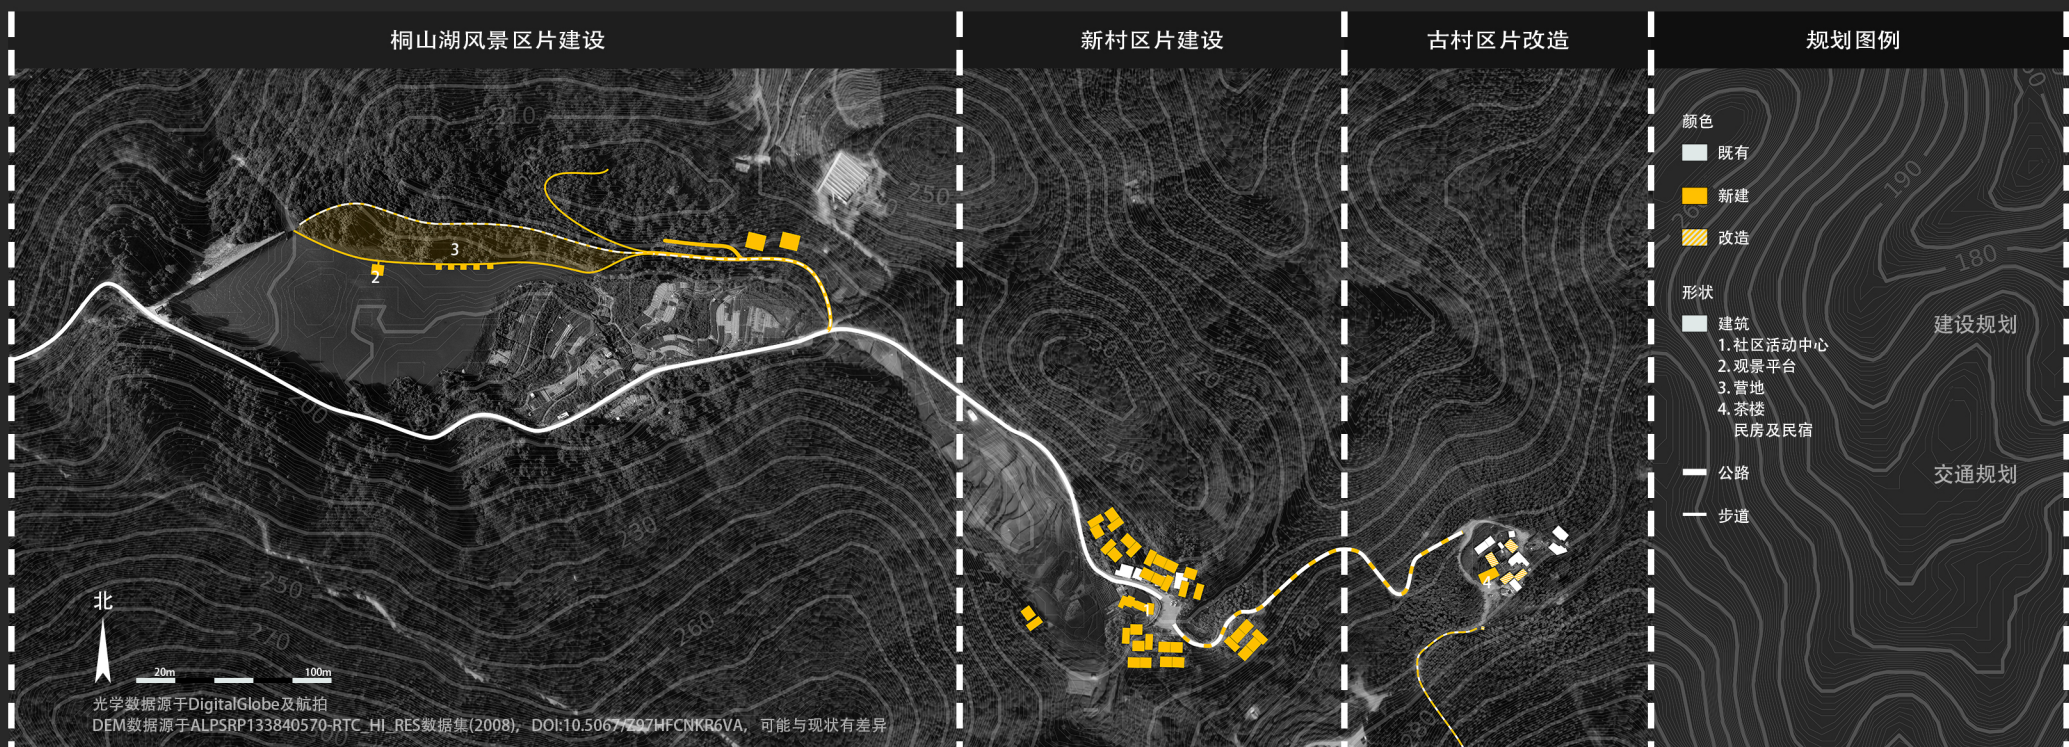 桐山湖风景区片建设
新村区片建设
古村区片改造
规划图例
210
250
200
230
250
270
260
220
240
280
190
180
260
3
2
1
4
颜色
既有
新建
改造
形状
建筑
1.社区活动中心
2.观景平台
3.营地
4.茶楼
民房及民宿
公路
步道
建设规划
交通规划
北
20m
100m
光学数据源于DigitalGlobe及航拍
DEM数据源于ALPSRP133840570-RTC_HI_RES数据集(2008)，DOI:10.5067/Z97HFCNKR6VA，可能与现状有差异